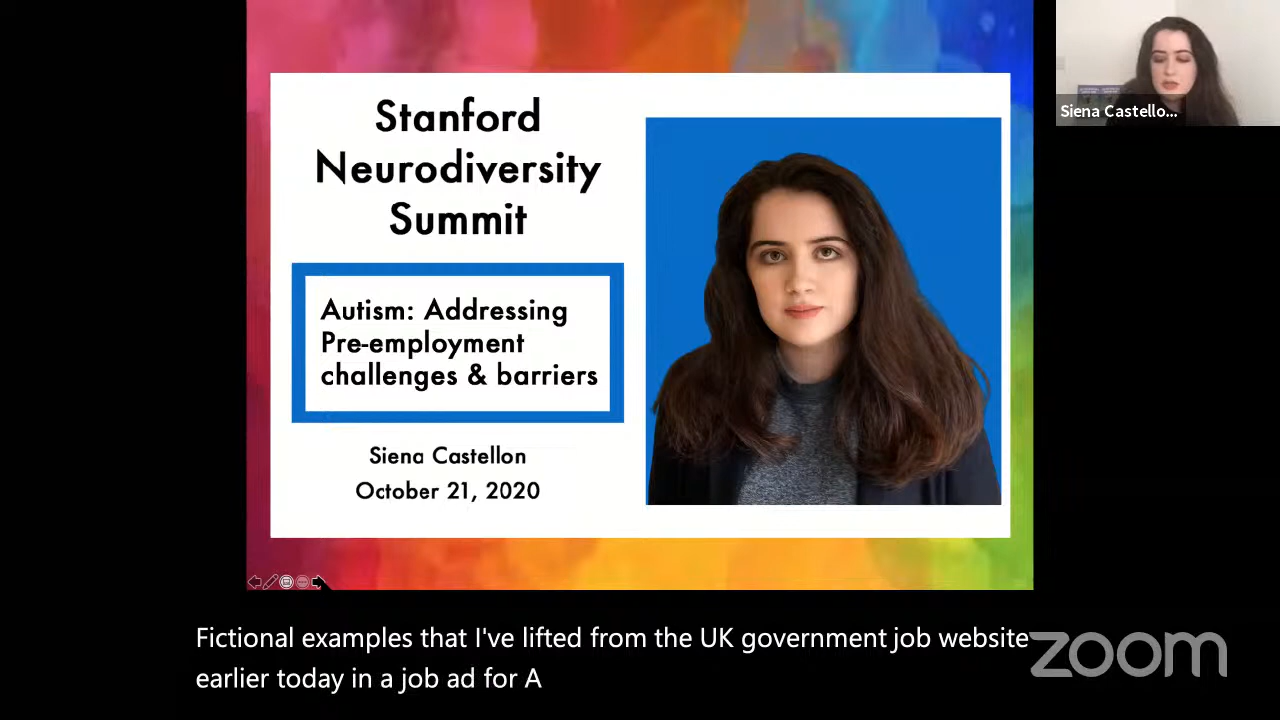 Stanford
Neurodiversity
Summit
Autism: Addressing
Pre-employment
challenges & barriers
Siena Castellon
October 21, 2020
Siena Castello...
Fictional examples that I've lifted from the UK government job website
earlier today in a job ad for A
zoom